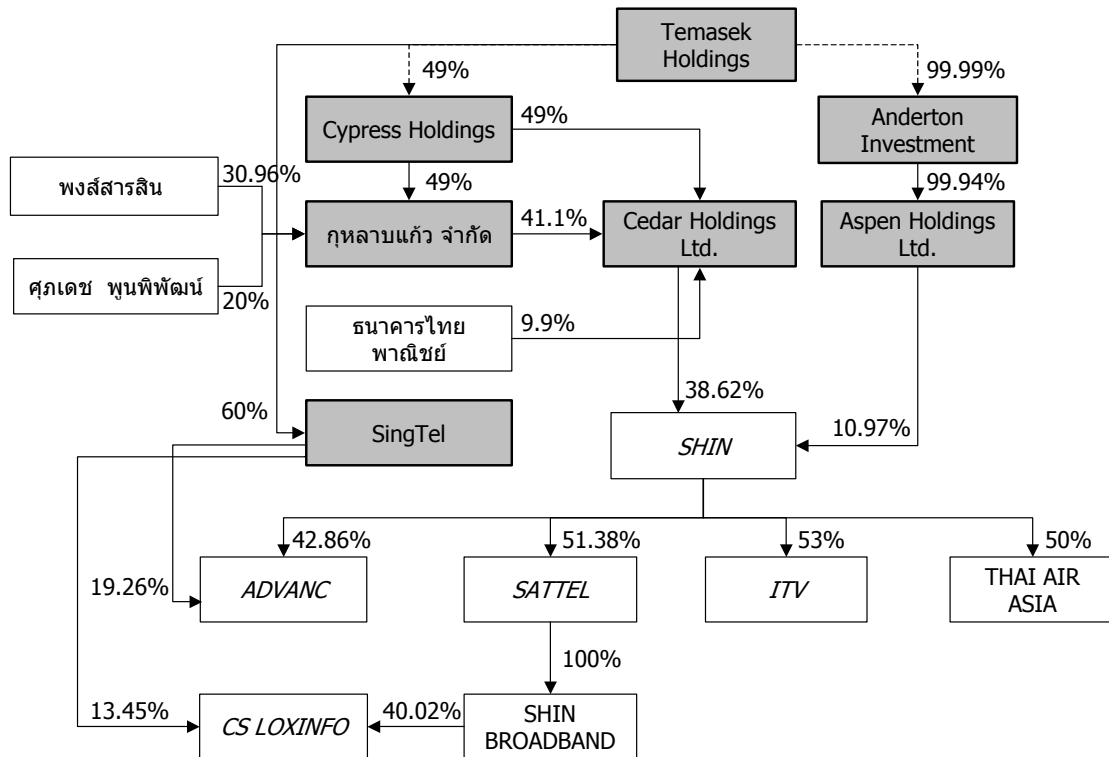 Temasek
Holdings
49%
99.99%
Cypress Holdings
49%
Anderton
Investment
พงส์สารสิน
30.96%
49%
99.94%
กุหลาบแก้ว จำกัด
41.1%
Cedar Holdings
Ltd.
Aspen Holdings
Ltd.
ศุภเดช พูนพิพัฒน์
20%
ธนาคารไทย
พาณิชย์
9.9%
38.62%
60%
SingTel
SHIN
10.97%
42.86%
51.38%
53%
50%
19.26%
ADVANC
SATTEL
ITV
THAI AIR
ASIA
100%
13.45%
CS LOXINFO
40.02%
SHIN
BROADBAND